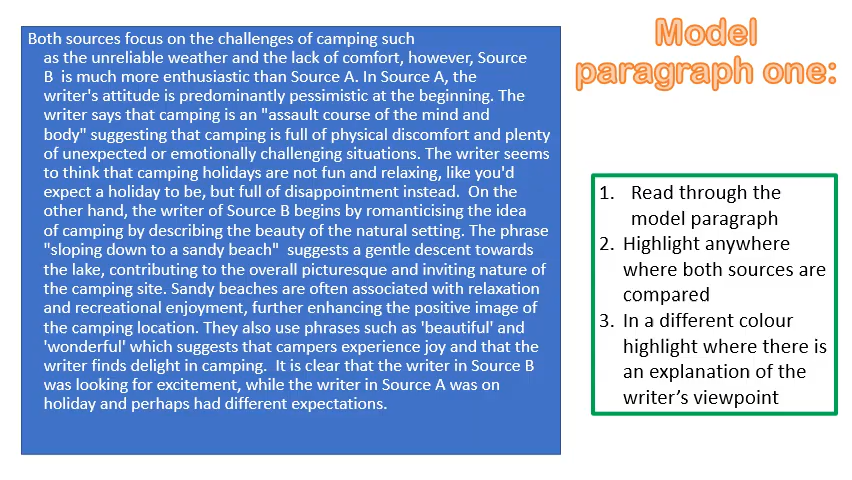 Both sources focus on the challenges of camping such
as the unreliable weather and the lack of comfort, however, Source
B  is much more enthusiastic than Source A. In Source A, the
writer's attitude is predominantly pessimistic at the beginning. The
writer says that camping is an "assault course of the mind and
body" suggesting that camping is full of physical discomfort and plenty
of unexpected or emotionally challenging situations. The writer seems
to think that camping holidays are not fun and relaxing, like you'd
expect a holiday to be, but full of disappointment instead.  On the
other hand, the writer of Source B begins by romanticising the idea
of camping by describing the beauty of the natural setting. The phrase
"sloping down to a sandy beach"  suggests a gentle descent towards
the lake, contributing to the overall picturesque and inviting nature of
the camping site. Sandy beaches are often associated with relaxation
and recreational enjoyment, further enhancing the positive image of
the camping location. They also use phrases such as 'beautiful' and
'wonderful' which suggests that campers experience joy and that the
writer finds delight in camping.  It is clear that the writer in Source B
was looking for excitement, while the writer in Source A was on
holiday and perhaps had different expectations.
Model
paragraph one:
1. Read through the
model paragraph
2. Highlight anywhere
where both sources are
compared
3. In a different colour
highlight where there is
an explanation of the
writer's viewpoint